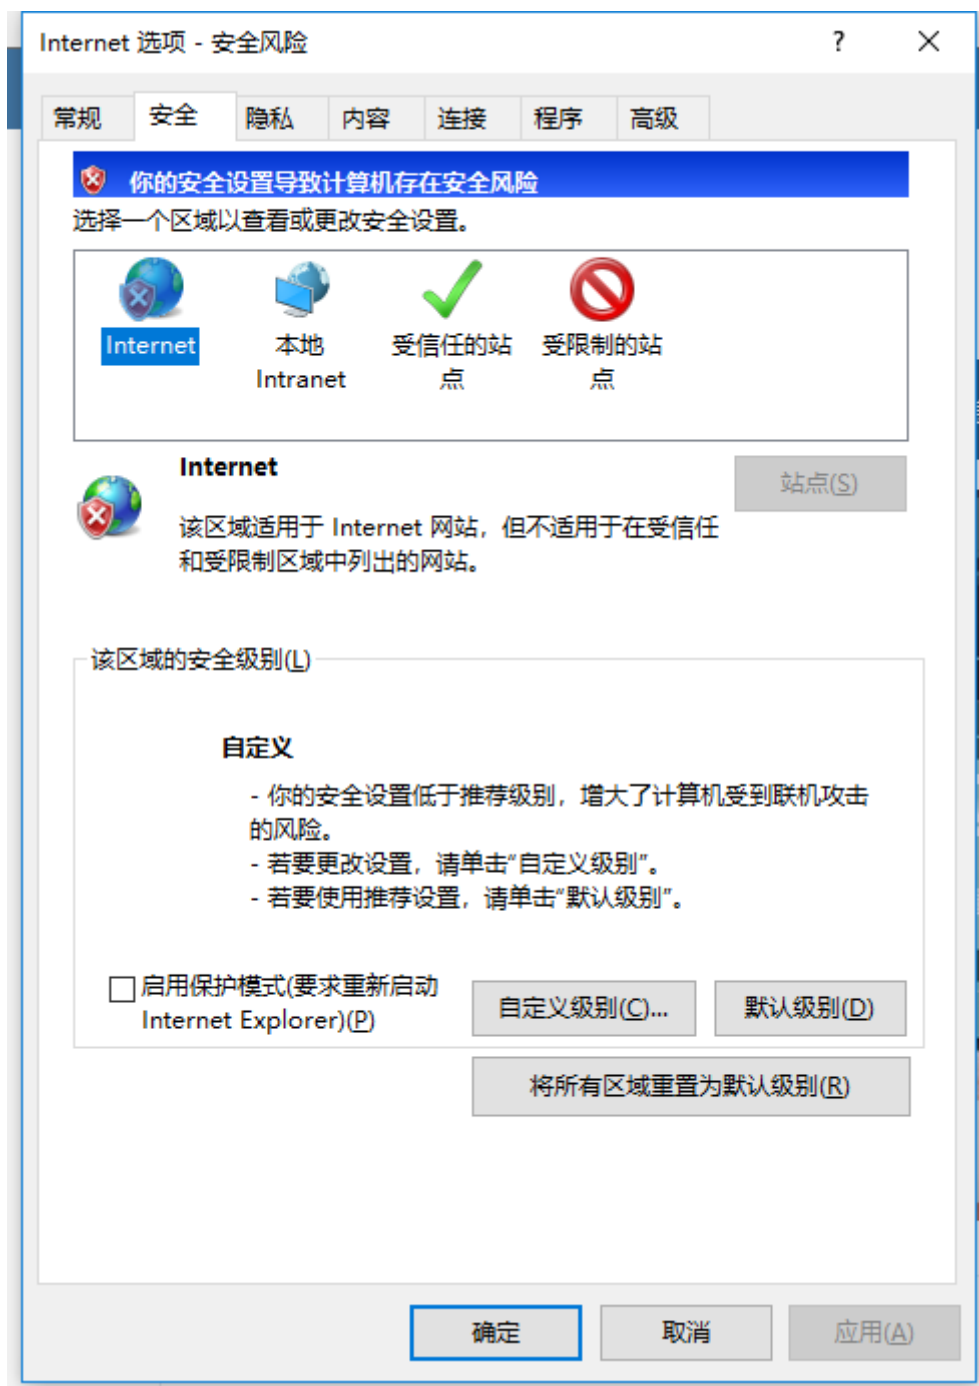 Internet 选项 - 安全风险
?
常规 安全 隐私 内容 连接 程序 高级
你的安全设置导致计算机存在安全风险
选择一个区域以查看或更改安全设置。
Internet
本地
Intranet
受信任的站
点
受限制的站
点
Internet
站点(S)
该区域适用于 Internet 网站，但不适用于在受信任
和受限制区域中列出的网站。
该区域的安全级别(L)
自定义
- 你的安全设置低于推荐级别，增大了计算机受到联机攻击
的风险。
- 若要更改设置，请单击“自定义级别”。
- 若要使用推荐设置，请单击“默认级别”。
启用保护模式(要求重新启动
Internet Explorer)(P)
自定义级别(C)... 默认级别(D)
将所有区域重置为默认级别(R)
确定 取消 应用(A)